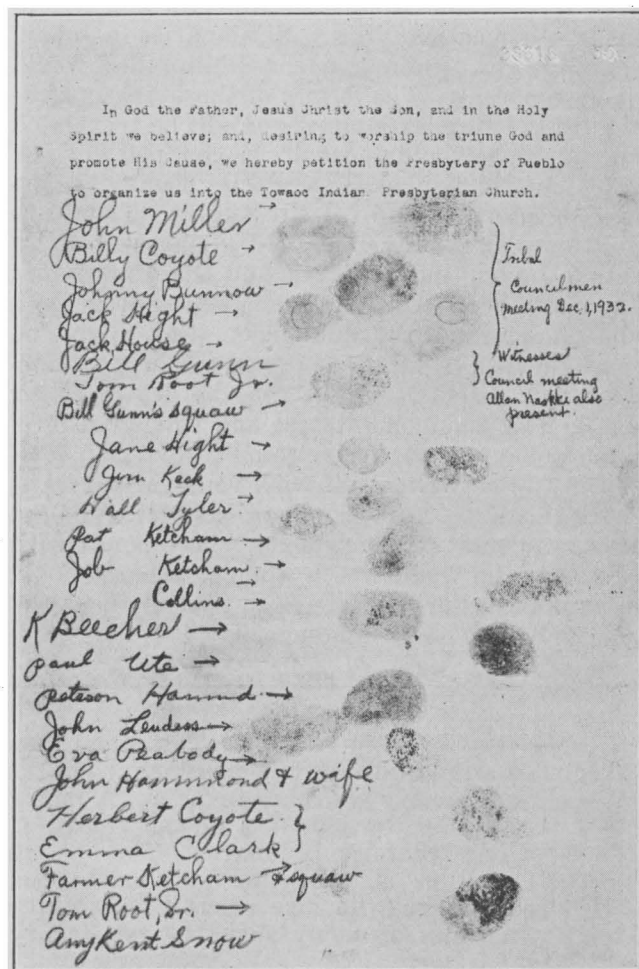 In God the Father, Jesus Christ the Son, and in the Holy
Spirit we believe; and, desiring to worship the triune God and
promote His Cause, we hereby petition the Presbytery of Pueblo
to organize us into the Towaoc Indian Presbyterian Church.
John Miller →
Billy Coyote →
Johnny Bunnow →
Jack Hight →
Jack House →
Bill Gunn
Tom Root Jr.
Bill Gunn's squaw →
Jane Hight →
Jim Keck →
Wall Tyler →
Pat Ketcham →
Job Ketcham →
Collins →
K Beecher →
Paul Ute →
Peteson Hammd →
John →
Eva Peabody →
John Hammond & wife
Herbert Coyote }
Emma Clark }
Farmer Ketcham → & squaw
Tom Root, Sr. →
Amy Kent Snow
Tribal
Councilmen
Meeting Dec. 1, 1932.
Witnesses
Council meeting
Allan also
present.